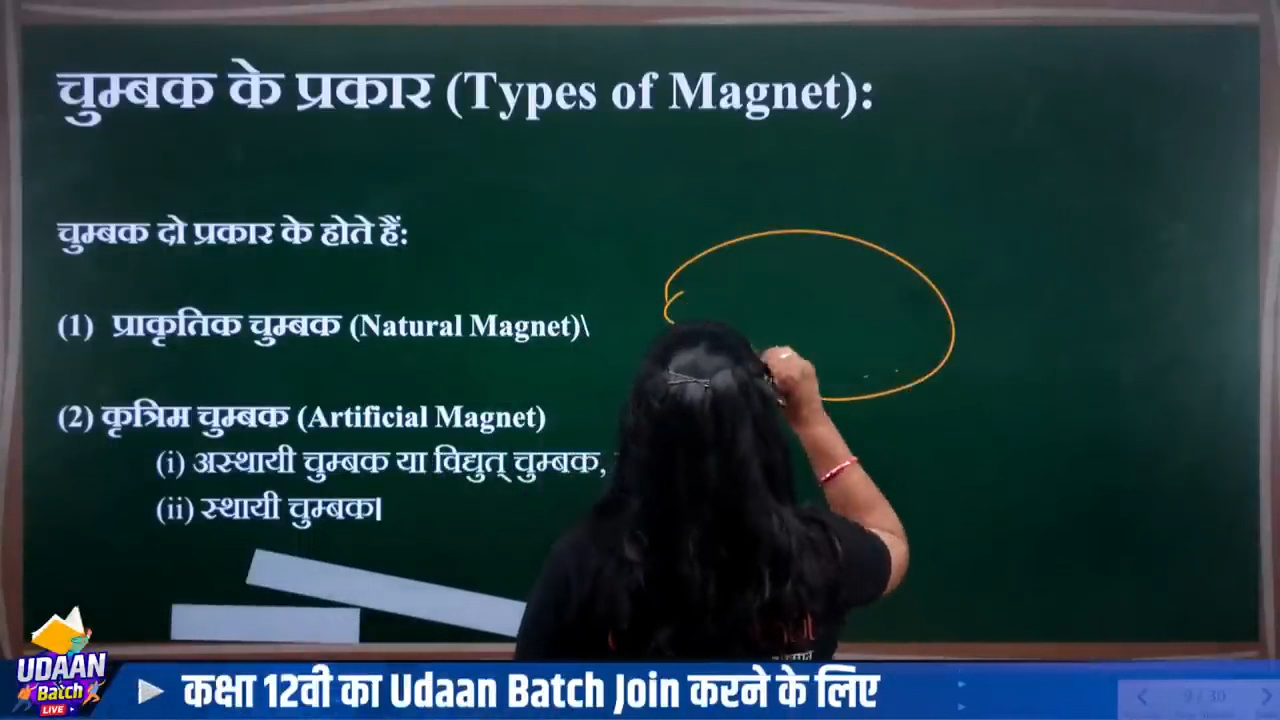 चुम्बक के प्रकार (Types of Magnet):
चुम्बक दो प्रकार के होते हैं:
(1) प्राकृतिक चुम्बक (Natural Magnet)\
(2) कृत्रिम चुम्बक (Artificial Magnet)
(i) अस्थायी चुम्बक या विद्युत् चुम्बक,
(ii) स्थायी चुम्बक।
UDAAN
Batch
LIVE
कक्षा 12वी का Udaan Batch Join करने के लिए